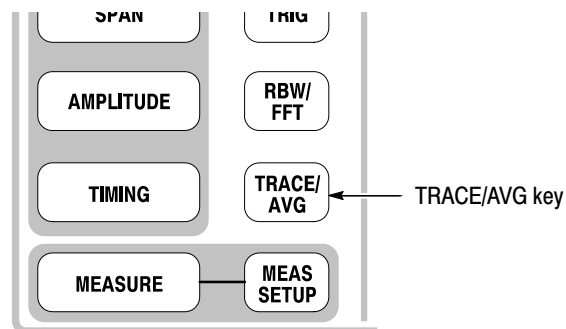 SPAN
TRIG
AMPLITUDE
RBW/
FFT
TIMING
TRACE/
AVG
TRACE/AVG key
MEASURE
MEAS
SETUP